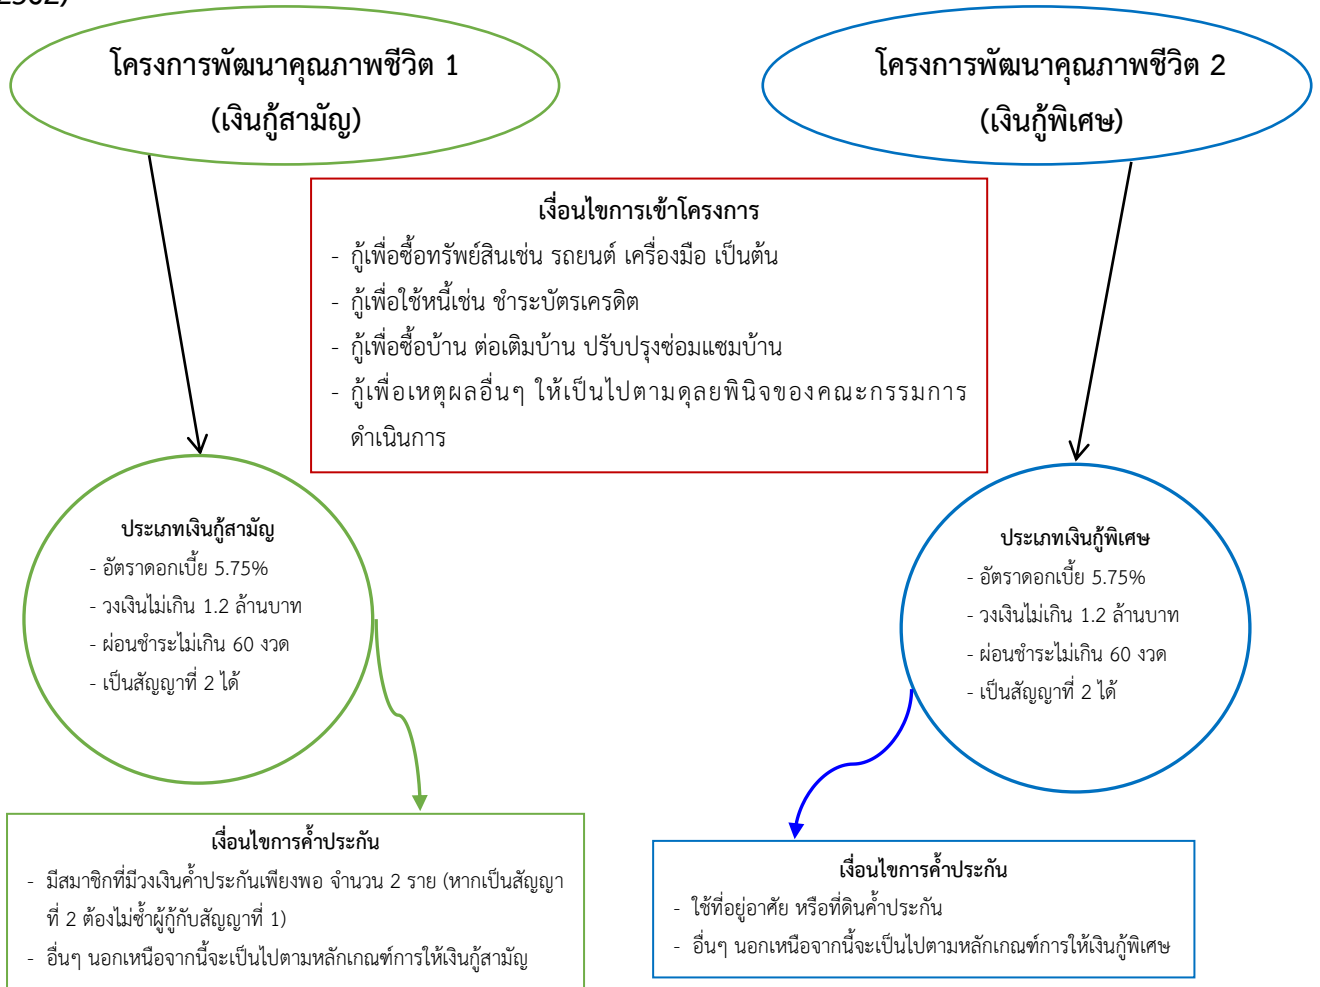 2562)
โครงการพัฒนาคุณภาพชีวิต 1
(เงินกู้สามัญ)
โครงการพัฒนาคุณภาพชีวิต 2
(เงินกู้พิเศษ)
เงื่อนไขการเข้าโครงการ
- กู้เพื่อซื้อทรัพย์สินเช่น รถยนต์ เครื่องมือ เป็นต้น
- กู้เพื่อใช้หนี้เช่น ชำระบัตรเครดิต
- กู้เพื่อซื้อบ้าน ต่อเติมบ้าน ปรับปรุงซ่อมแซมบ้าน
- กู้เพื่อเหตุผลอื่นๆ ให้เป็นไปตามดุลยพินิจของคณะกรรมการ
ดำเนินการ
ประเภทเงินกู้สามัญ
- อัตราดอกเบี้ย 5.75%
- วงเงินไม่เกิน 1.2 ล้านบาท
- ผ่อนชำระไม่เกิน 60 งวด
- เป็นสัญญาที่ 2 ได้
ประเภทเงินกู้พิเศษ
- อัตราดอกเบี้ย 5.75%
- วงเงินไม่เกิน 1.2 ล้านบาท
- ผ่อนชำระไม่เกิน 60 งวด
- เป็นสัญญาที่ 2 ได้
เงื่อนไขการค้ำประกัน
- มีสมาชิกที่มีวงเงินค้ำประกันเพียงพอ จำนวน 2 ราย (หากเป็นสัญญา
ที่ 2 ต้องไม่ซ้ำผู้กู้กับสัญญาที่ 1)
- อื่นๆ นอกเหนือจากนี้จะเป็นไปตามหลักเกณฑ์การให้เงินกู้สามัญ
เงื่อนไขการค้ำประกัน
- ใช้ที่อยู่อาศัย หรือที่ดินค้ำประกัน
- อื่นๆ นอกเหนือจากนี้จะเป็นไปตามหลักเกณฑ์การให้เงินกู้พิเศษ